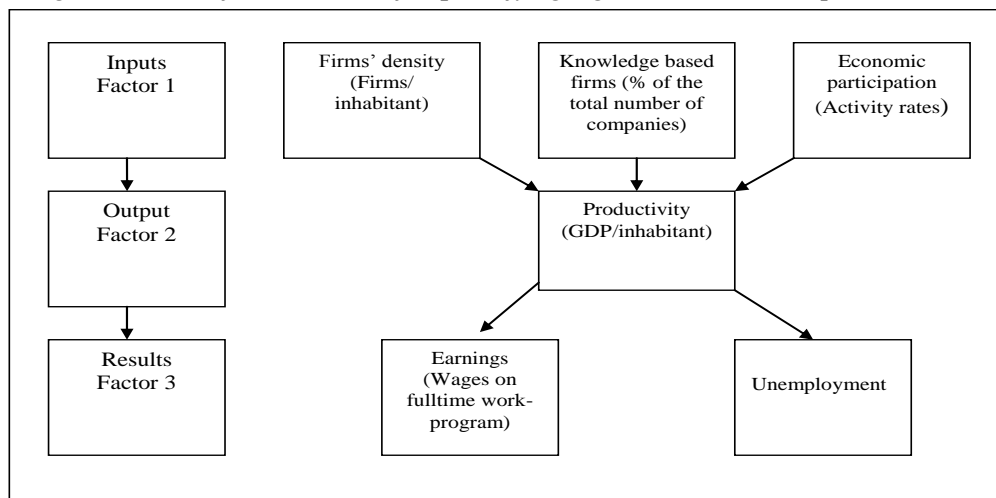 Inputs
Factor 1
Firms' density
(Firms/
inhabitant)
Knowledge based
firms (% of the
total number of
companies)
Economic
participation
(Activity rates)
Output
Factor 2
Productivity
(GDP/inhabitant)
Results
Factor 3
Earnings
(Wages on
fulltime work-
program)
Unemployment